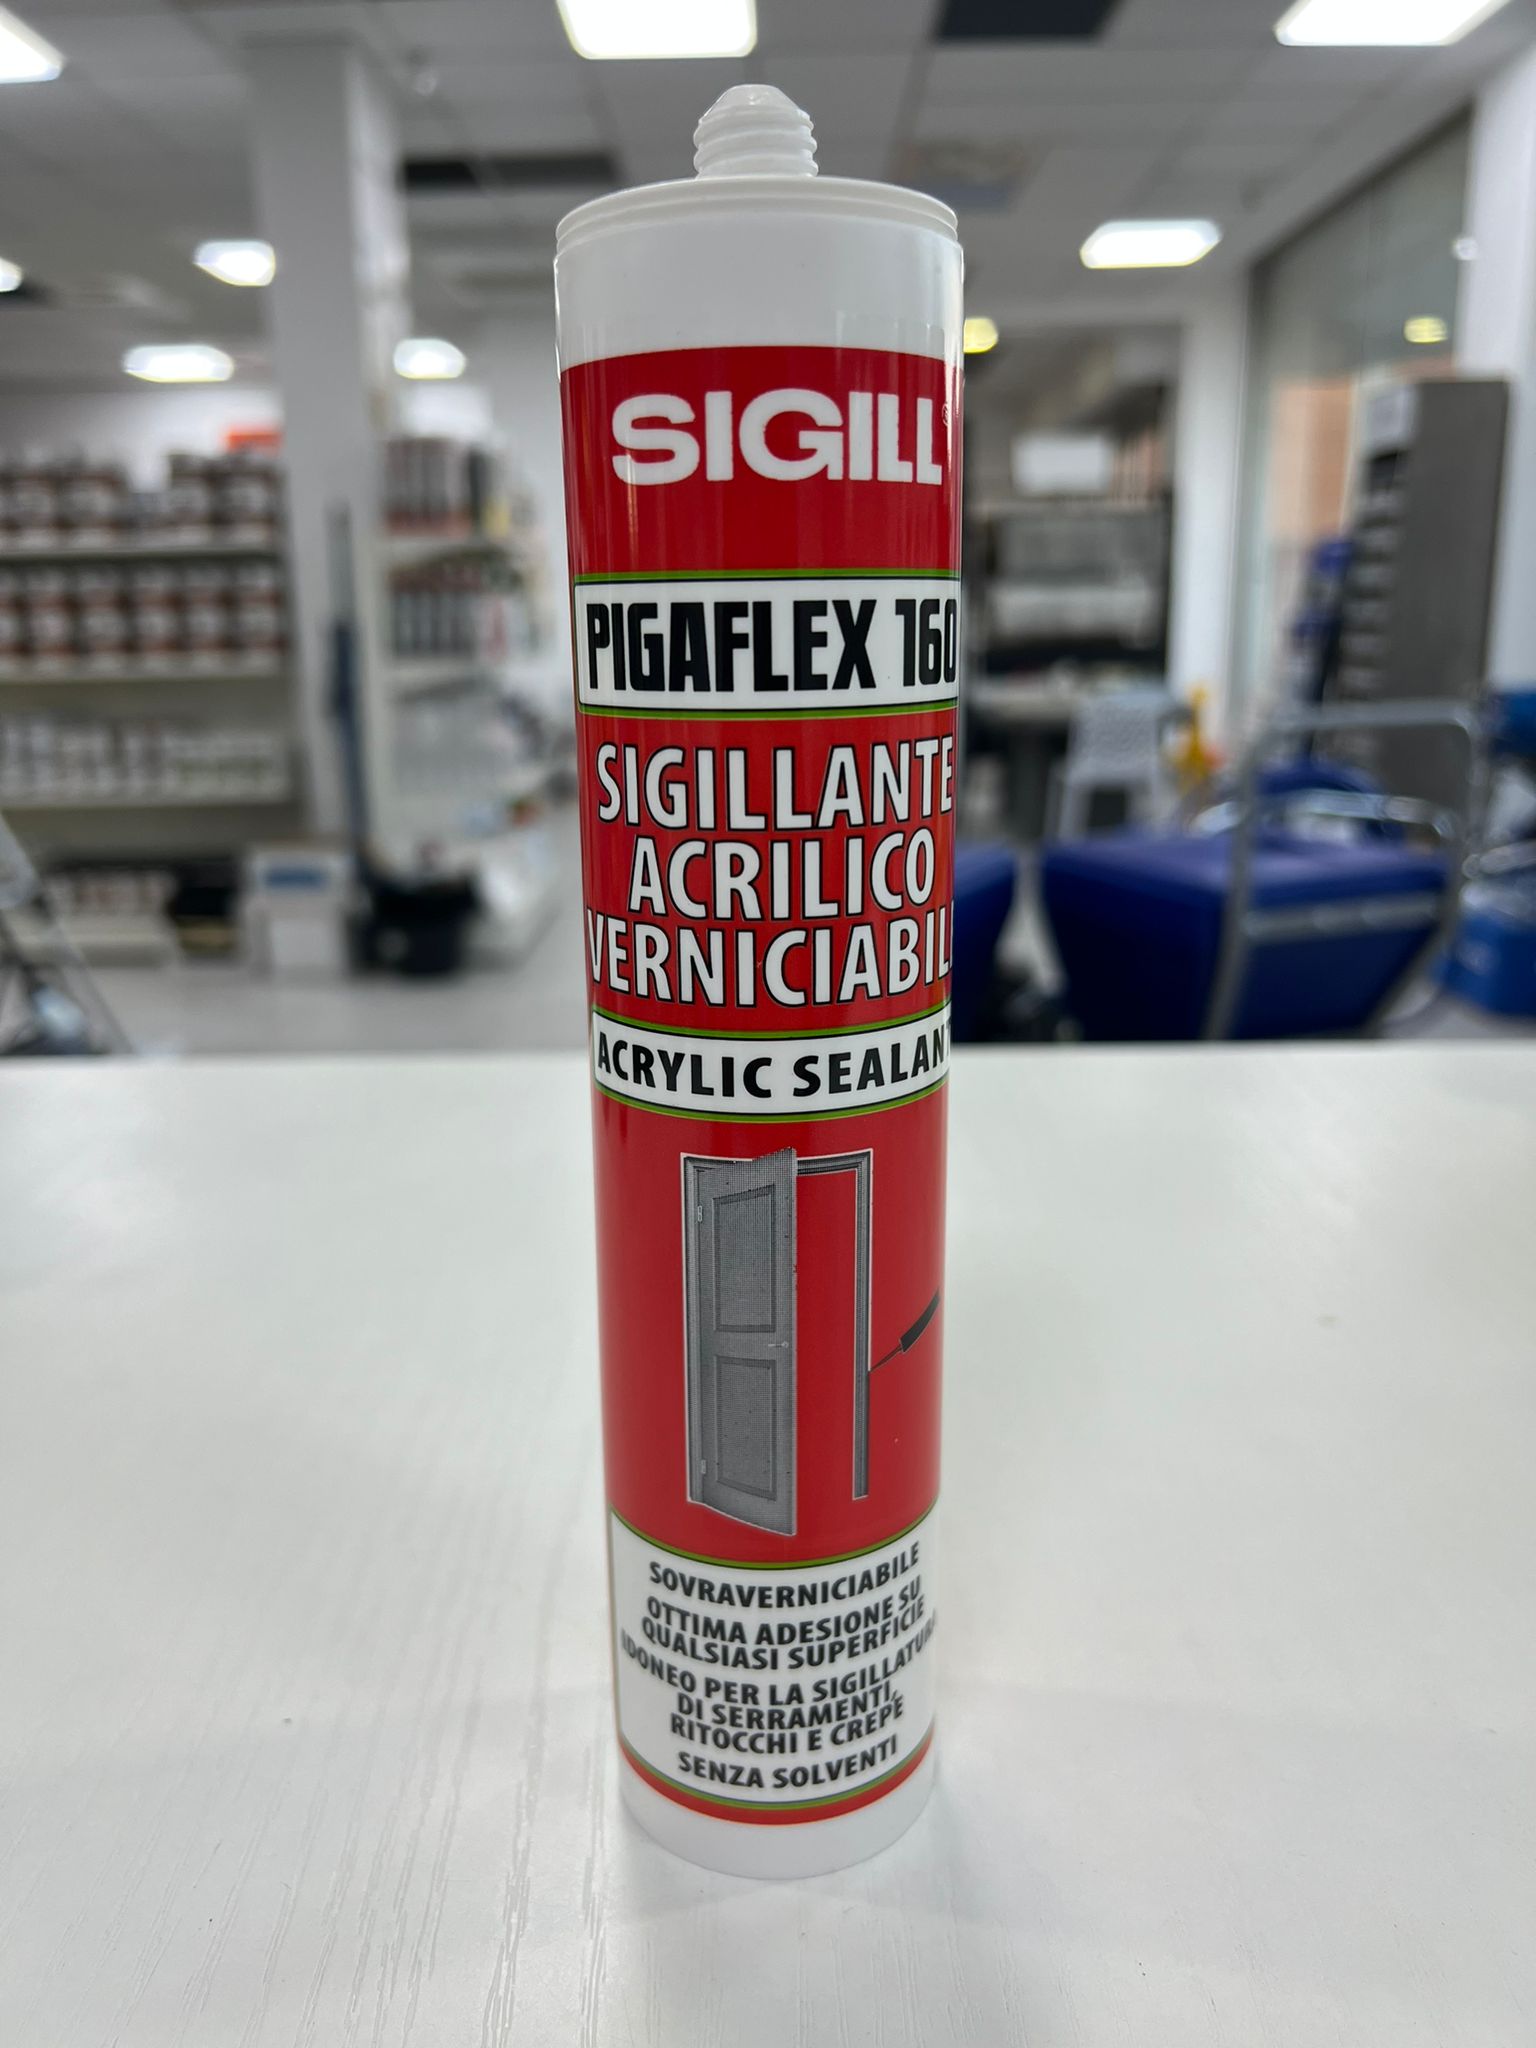 SIGILL
PIGAFLEX 160
SIGILLANTE
ACRILICO
VERNICIABILE
ACRYLIC SEALANT
SOVRAVERNICIABILE
OTTIMA ADESIONE SU
QUALSIASI SUPERFICIE
IDONEO PER LA SIGILLATURA
DI SERRAMENTI,
RITOCCHI E CREPE
SENZA SOLVENTI